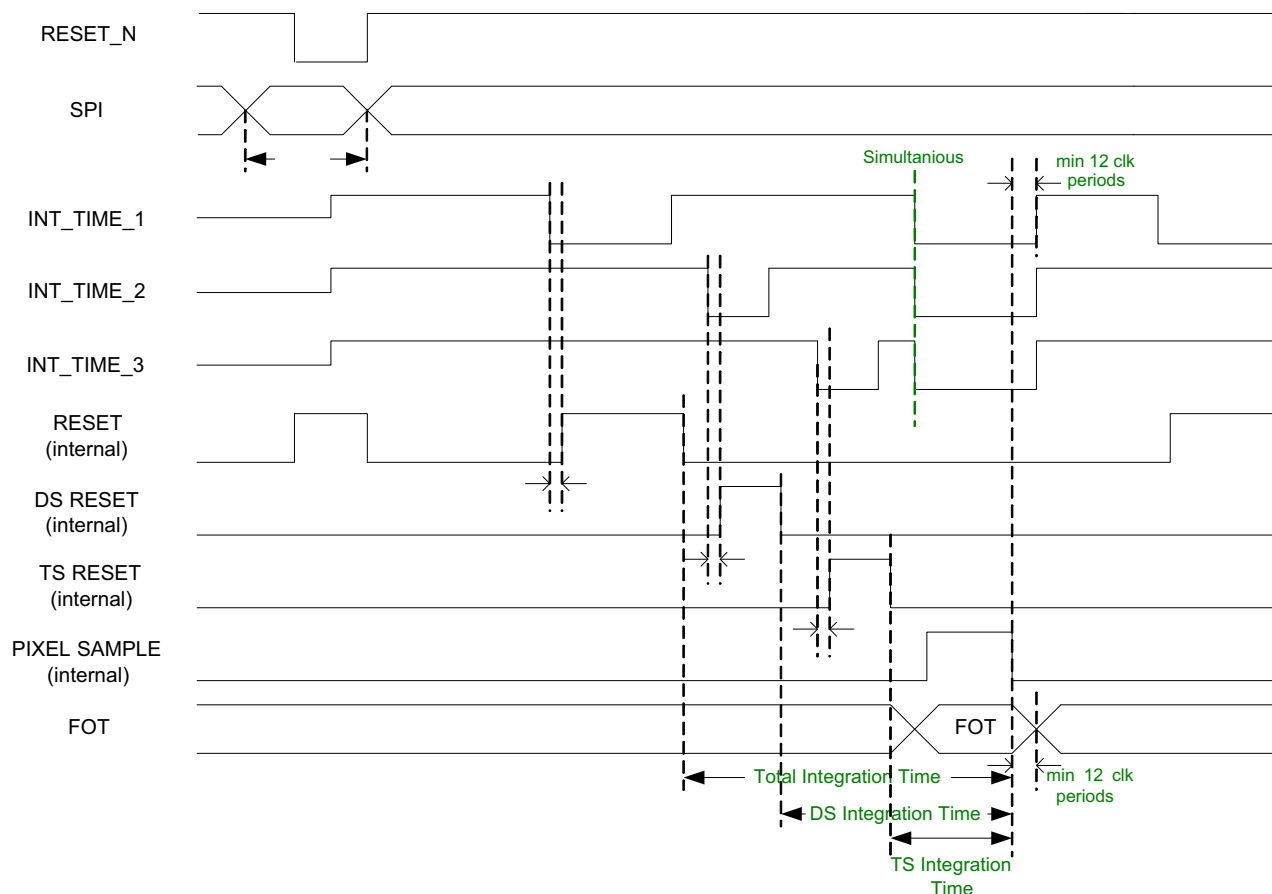 RESET_N
SPI
Simultanious
min 12 clk
periods
INT_TIME_1
INT_TIME_2
INT_TIME_3
RESET
(internal)
DS RESET
(internal)
TS RESET
(internal)
PIXEL SAMPLE
(internal)
FOT
FOT
Total Integration Time
min 12 clk
periods
DS Integration Time
TS Integration
Time